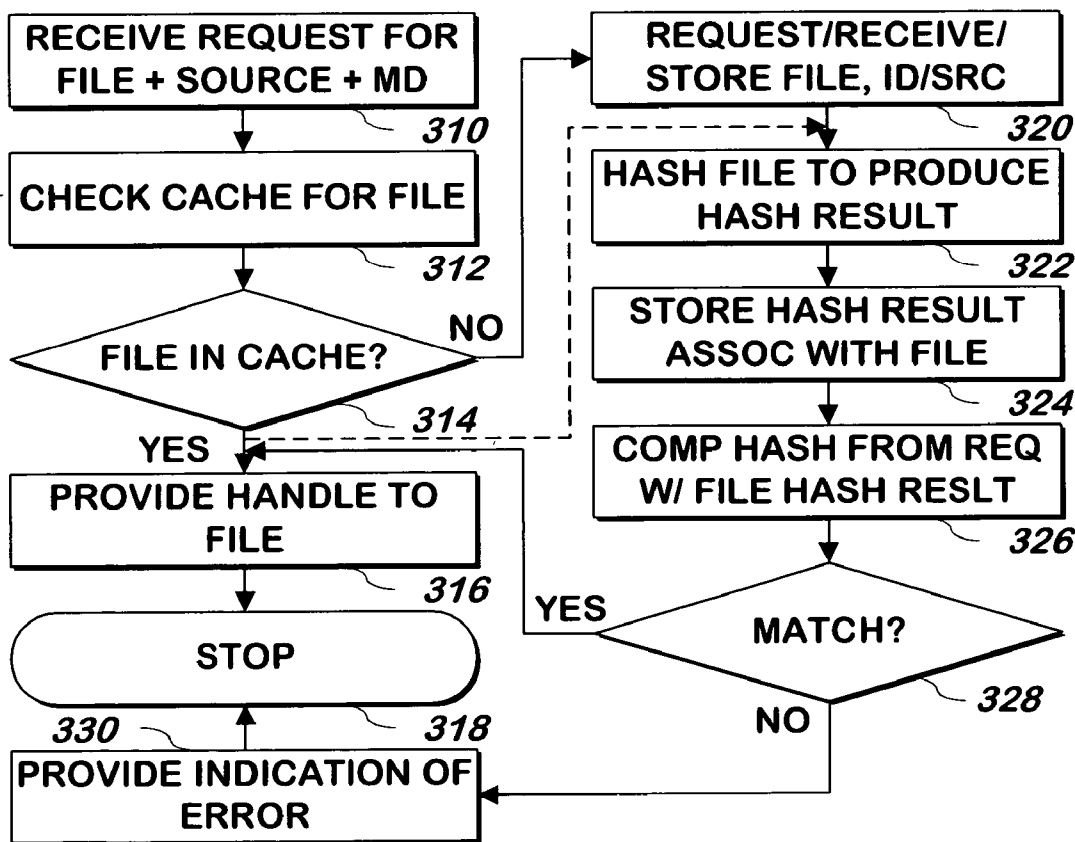 RECEIVE REQUEST FOR
FILE + SOURCE + MD
310
CHECK CACHE FOR FILE
312
FILE IN CACHE?
314
NO
YES
PROVIDE HANDLE TO
FILE
316
STOP
318
330
PROVIDE INDICATION OF
ERROR
REQUEST/RECEIVE/
STORE FILE, ID/SRC
320
HASH FILE TO PRODUCE
HASH RESULT
322
STORE HASH RESULT
ASSOC WITH FILE
324
COMP HASH FROM REQ
W/ FILE HASH RESLT
326
YES
MATCH?
328
NO